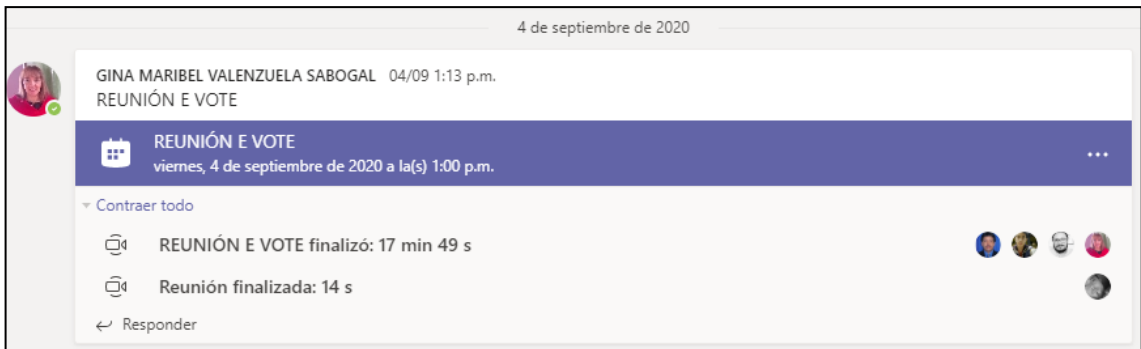 4 de septiembre de 2020
GINA MARIBEL VALENZUELA SABOGAL 04/09 1:13 p.m.
REUNIÓN E VOTE
REUNIÓN E VOTE
viernes, 4 de septiembre de 2020 a la(s) 1:00 p.m.
Contraer todo
REUNIÓN E VOTE finalizó: 17 min 49 s
Reunión finalizada: 14 s
Responder